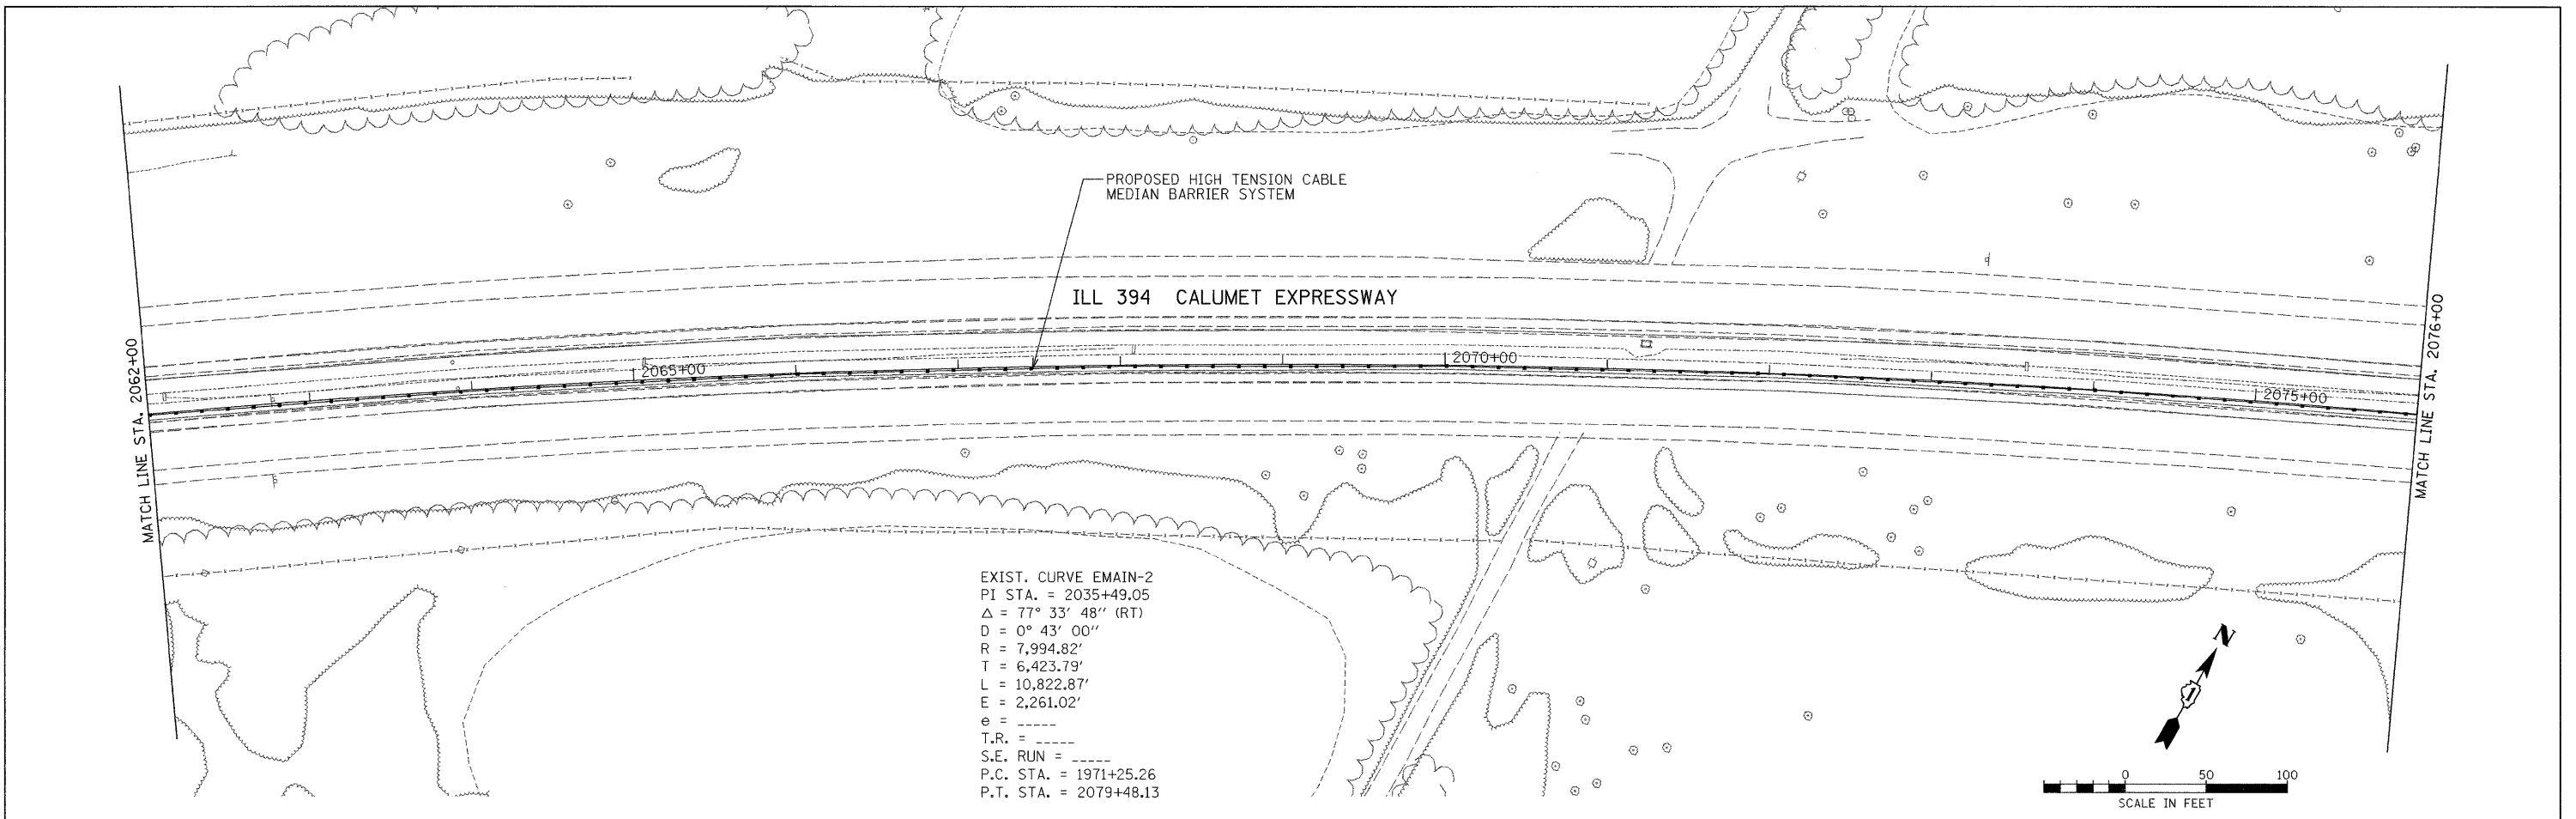 PROPOSED HIGH TENSION CABLE
MEDIAN BARRIER SYSTEM
ILL 394 CALUMET EXPRESSWAY
MATCH LINE STA. 2062+00
2065+00
2070+00
2075+00
MATCH LINE STA. 2076+00
EXIST. CURVE EMAIN-2
PI STA. = 2035+49.05
Δ = 77° 33' 48'' (RT)
D = 0° 43' 00''
R = 7,994.82'
T = 6,423.79'
L = 10,822.87'
E = 2,261.02'
e = _____
T.R. = _____
S.E. RUN = _____
P.C. STA. = 1971+25.26
P.T. STA. = 2079+48.13
N
0 50 100
SCALE IN FEET